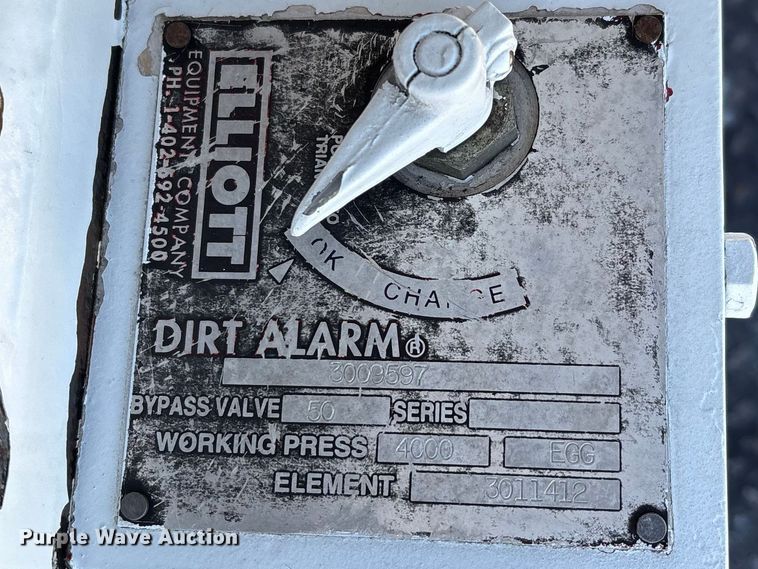 ELLIOTT
EQUIPMENT COMPANY
PH. 1-402-592-4500
OK CHANGE
DIRT ALARM®
3009597
BYPASS VALVE 50 SERIES
WORKING PRESS 4000 EGG
ELEMENT 3011412
Purple Wave Auction